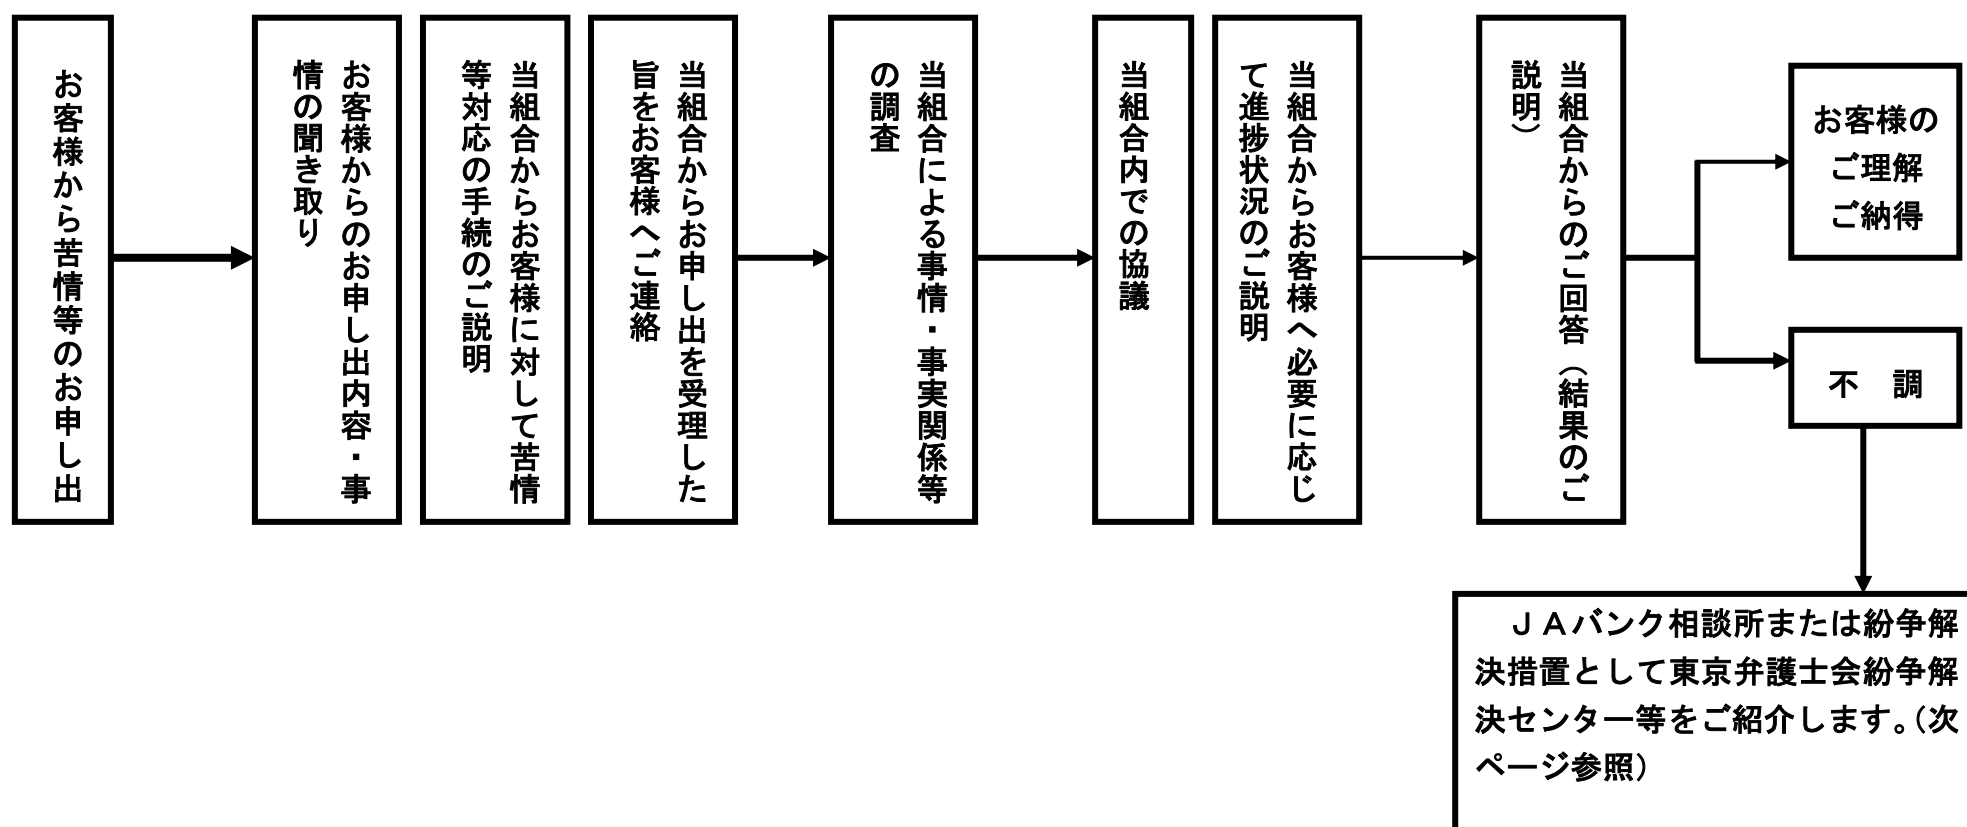 お客様から苦情等のお申し出
お客様からのお申し出内容・事
情の聞き取り
当組合からお客様に対して苦情
等対応の手続のご説明
当組合からお申し出を受理した
旨をお客様へご連絡
当組合による事情・事実関係等
の調査
当組合内での協議
当組合からお客様へ必要に応じ
て進捗状況のご説明
当組合からのご回答（結果のご
説明）
お客様の
ご理解
ご納得
不　調
ＪＡバンク相談所または紛争解
決措置として東京弁護士会紛争解
決センター等をご紹介します。（次
ページ参照）